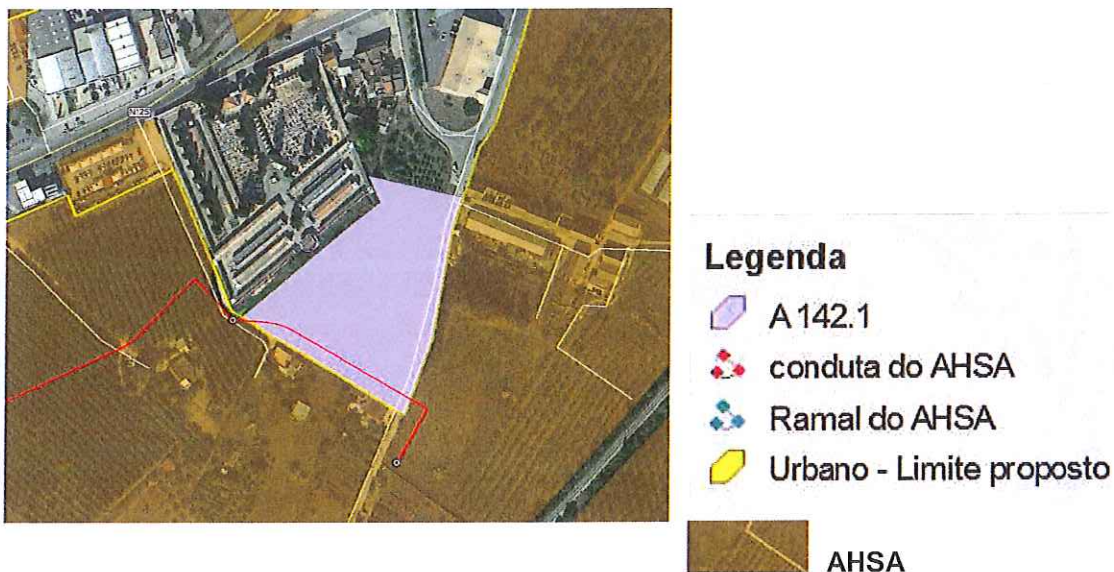 N125
Legenda
A 142.1
conduta do AHSA
Ramal do AHSA
Urbano - Limite proposto
AHSA